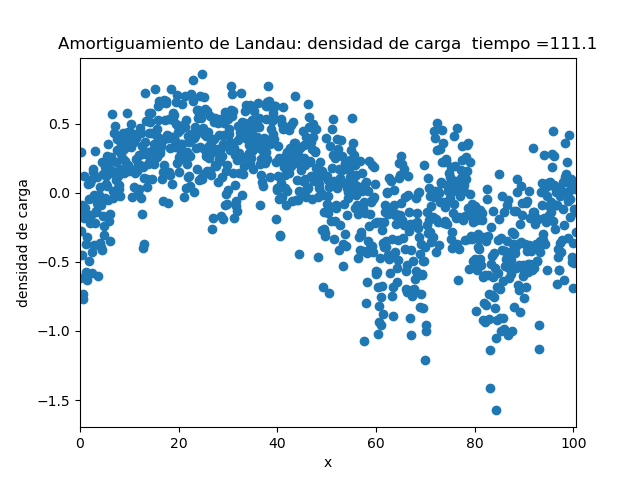 Amortiguamiento de Landau: densidad de carga  tiempo =111.1
densidad de carga
0.5
0.0
−0.5
−1.0
−1.5
0 20 40 60 80 100
x